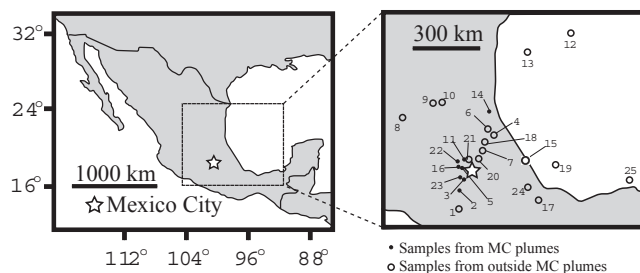 32°
24°
16°
112° 104° 96° 88°
1000 km
☆ Mexico City
300 km
12
13
14
9 10
8
6 4
18
11 21
22 15
16 7 19
23 20 25
3 5 24
1 2 17
• Samples from MC plumes
o Samples from outside MC plumes